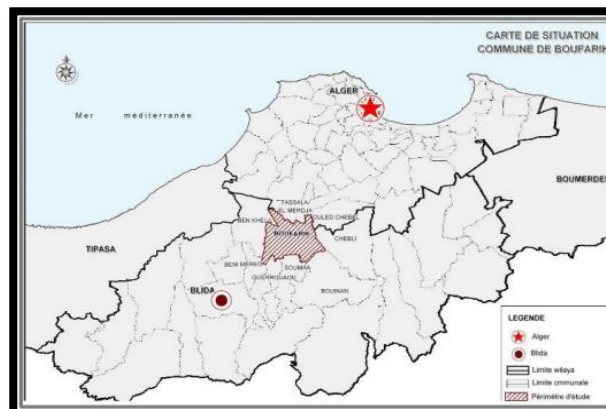 CARTE DE SITUATION
COMMUNE DE BOUFARIK
ALGER
Mer méditerranée
BOUMERDES
TASSALA
EL MERDJA
OULED CHEBEL
BEN KHELIL
BOUFARIK
CHEBLI
TIPASA
BENI MERED
SOUMAA
GUERROUAOU
BLIDA
BOUINAN
LEGENDE
Alger
Blida
Limite wilaya
Limite communale
Périmètre d'étude